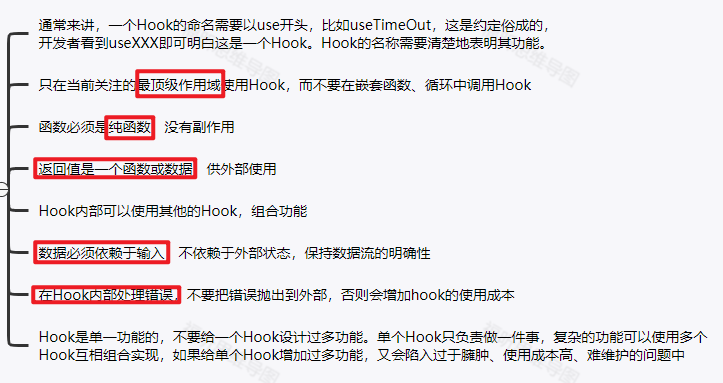 通常来讲，一个Hook的命名需要以use开头，比如useTimeOut，这是约定俗成的，
开发者看到useXXX即可明白这是一个Hook。Hook的名称需要清楚地表明其功能。
只在当前关注的最顶级作用域使用Hook，而不要在嵌套函数、循环中调用Hook
函数必须是纯函数 没有副作用
返回值是一个函数或数据 供外部使用
Hook内部可以使用其他的Hook，组合功能
数据必须依赖于输入 不依赖于外部状态，保持数据流的明确性
在Hook内部处理错误，不要把错误抛出到外部，否则会增加hook的使用成本
Hook是单一功能的，不要给一个Hook设计过多功能。单个Hook只负责做一件事，复杂的功能可以使用多个
Hook互相组合实现，如果给单个Hook增加过多功能，又会陷入过于臃肿、使用成本高、难维护的问题中